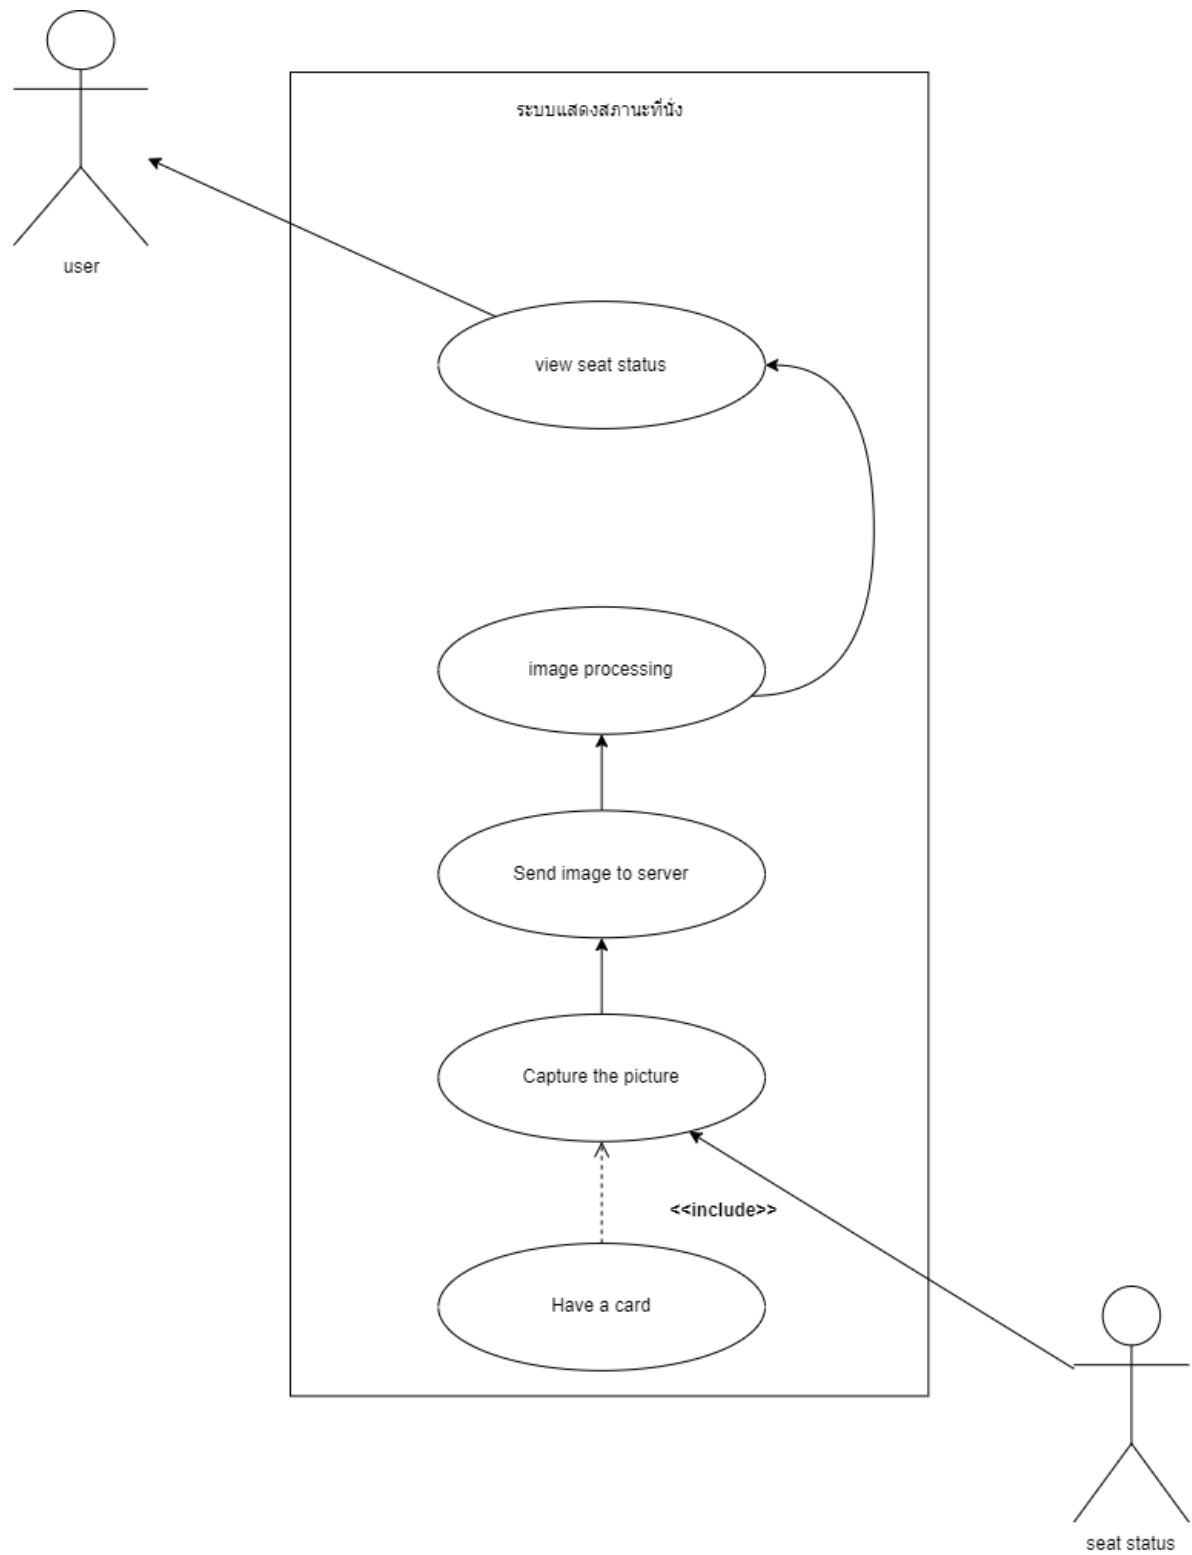 ระบบแสดงสภานะที่นั่ง
user
view seat status
image processing
Send image to server
Capture the picture
<<include>>
Have a card
seat status